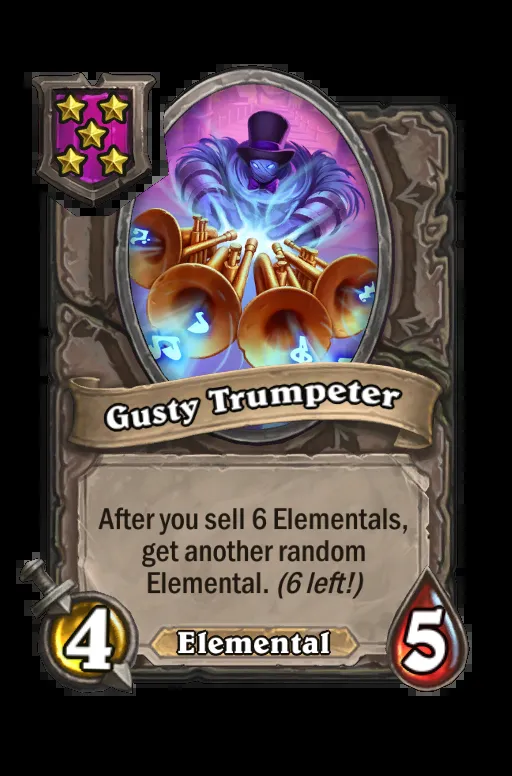 Gusty Trumpeter
After you sell 6 Elementals,
get another random
Elemental. (6 left!)
4
Elemental
5